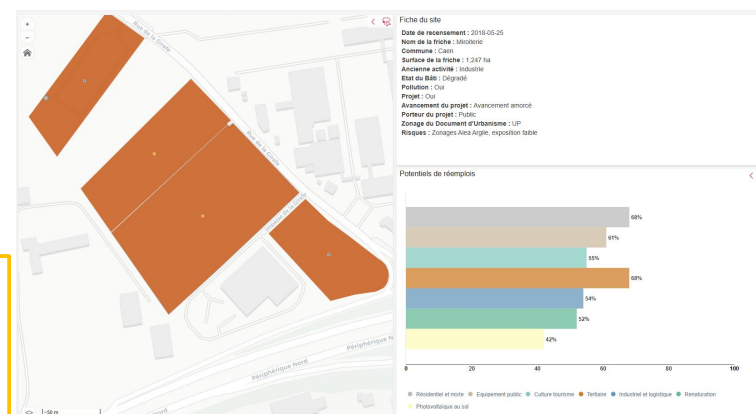 +
−
Rue de la Girafe
Rue de la Girafe
Impasse de la Girafe
Périphérique Nord
Périphérique N
nord
~50 m
Fiche du site
Date de recensement : 2018-05-25
Nom de la friche : Miroiterie
Commune : Caen
Surface de la friche : 1,247 ha
Ancienne activité : Industrie
Etat du Bâti : Dégradé
Pollution : Oui
Projet : Oui
Avancement du projet : Avancement amorcé
Porteur du projet : Public
Zonage du Document d'Urbanisme : UP
Risques : Zonages Alea Argile, exposition faible
Potentiels de réemplois
68%
61%
55%
68%
54%
52%
42%
0 20 40 60 80 100
Résidentiel et mixte Equipement public Culture tourisme Tertiaire Industriel et logistique Renaturation
Photovoltaïque au sol